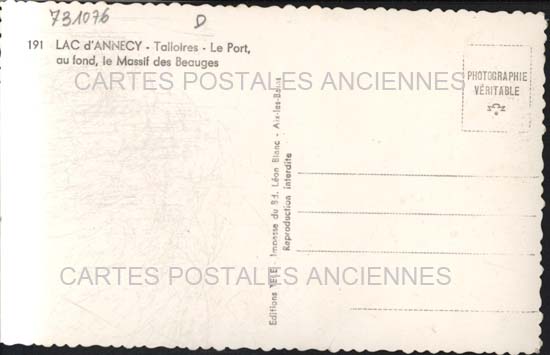 731076 D
191 LAC d'ANNECY - Talloires - Le Port,
au fond, le Massif des Beauges
PHOTOGRAPHIE
VÉRITABLE
CARTES POSTALES ANCIENNES
Editions TELE - Impasse du Bd. Léon Blanc - Aix-les-Bains
Reproduction interdite
CARTES POSTALES ANCIENNES